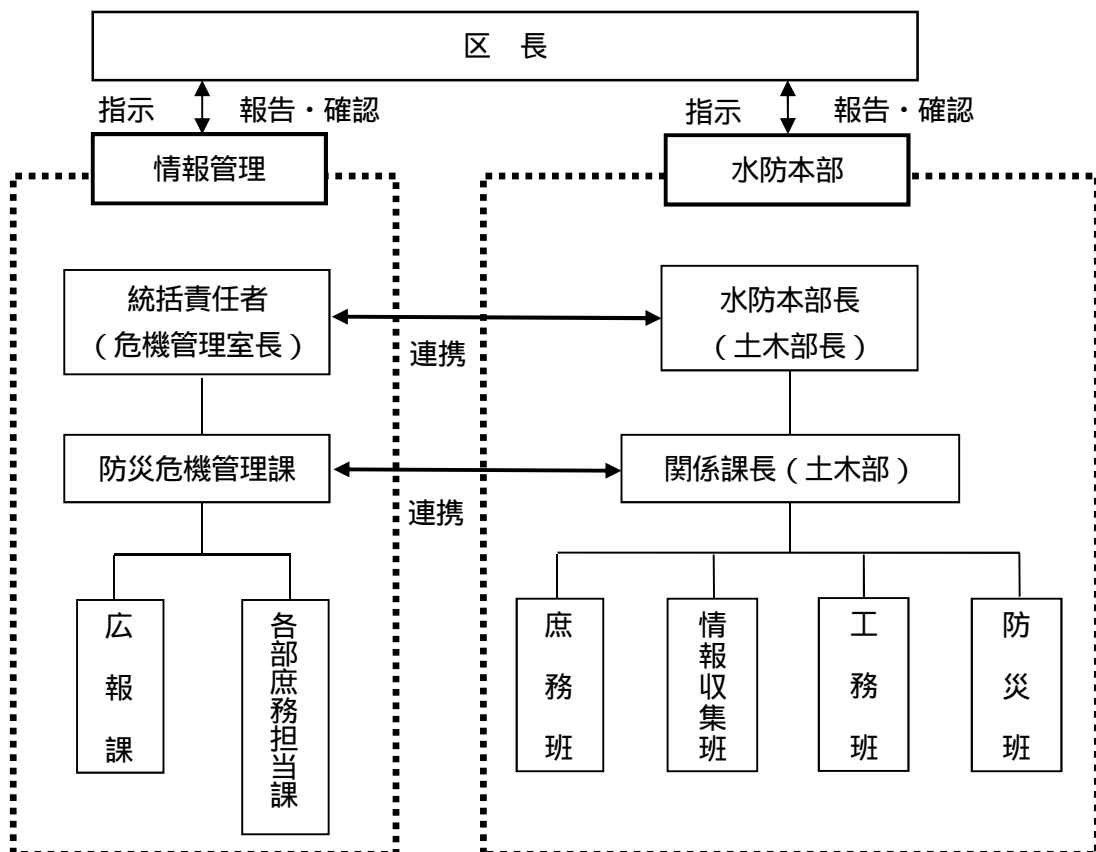 区　長
指示
報告・確認
指示
報告・確認
情報管理
水防本部
統括責任者
（危機管理室長）
水防本部長
（土木部長）
連携
防災危機管理課
関係課長（土木部）
連携
広報課
各部庶務担当課
庶務班
情報収集班
工務班
防災班